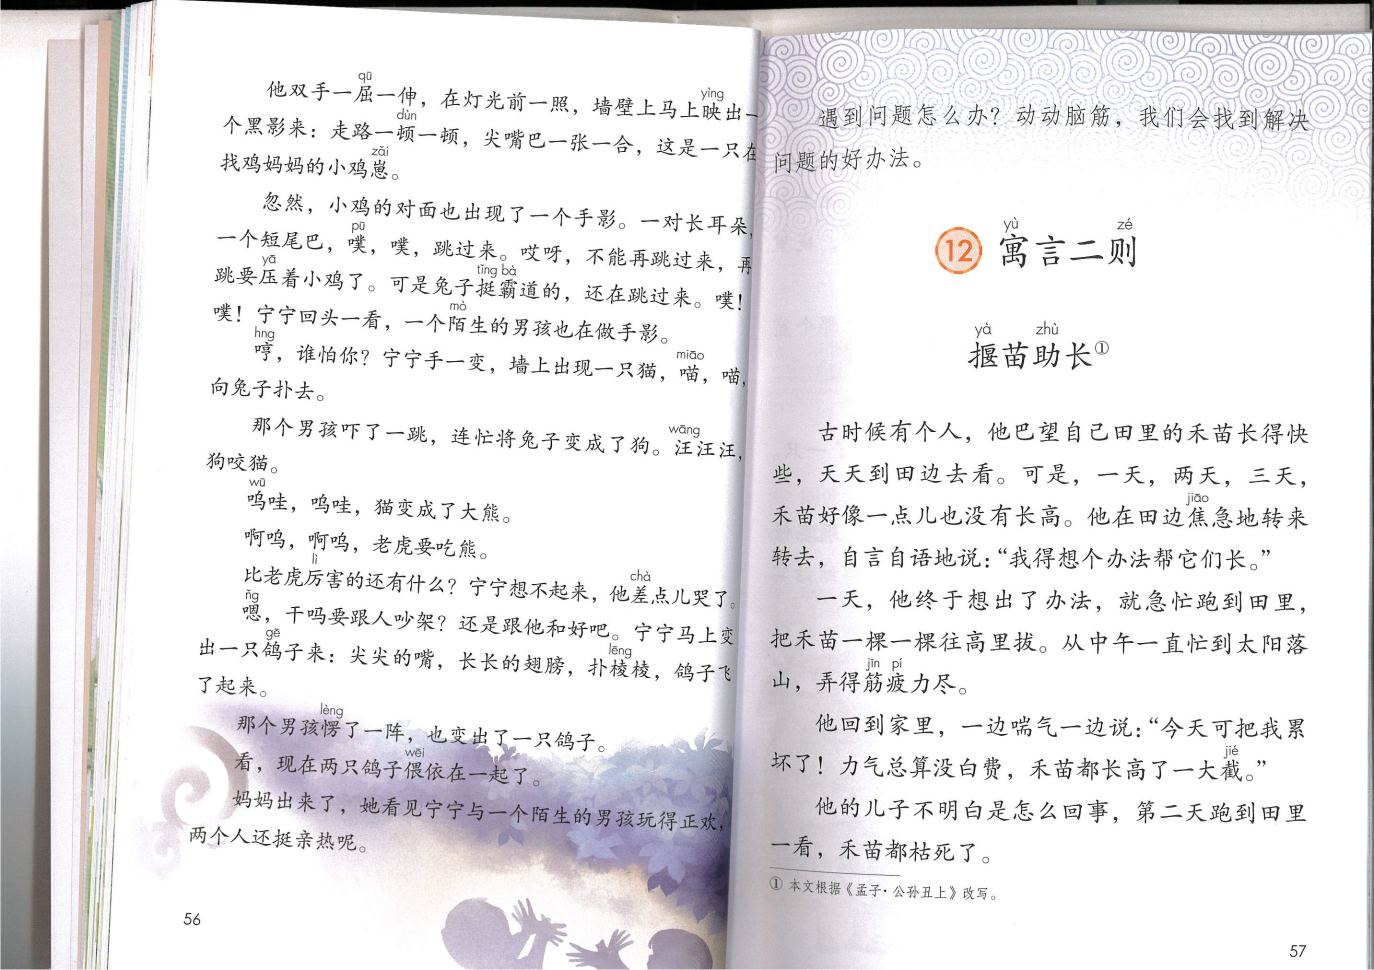 qū yìng
他双手一屈一伸，在灯光前一照，墙壁上马上映出一
dùn
个黑影来：走路一顿一顿，尖嘴巴一张一合，这是一只在
zǎi
找鸡妈妈的小鸡崽。
忽然，小鸡的对面也出现了一个手影。一对长耳朵，
pū
一个短尾巴，噗，噗，跳过来。哎呀，不能再跳过来，再
yā tǐng bà
跳要压着小鸡了。可是兔子挺霸道的，还在跳过来。噗！
mò
噗！宁宁回头一看，一个陌生的男孩也在做手影。
hng miāo
哼，谁怕你？宁宁手一变，墙上出现一只猫，喵，喵，
向兔子扑去。
wāng
那个男孩吓了一跳，连忙将兔子变成了狗。汪汪汪，
狗咬猫。
wū
呜哇，呜哇，猫变成了大熊。
啊呜，啊呜，老虎要吃熊。
lì chà
比老虎厉害的还有什么？宁宁想不起来，他差点儿哭了。
ňg
嗯，干吗要跟人吵架？还是跟他和好吧。宁宁马上变
gē lēng
出一只鸽子来：尖尖的嘴，长长的翅膀，扑棱棱，鸽子飞
了起来。
lèng
那个男孩愣了一阵，也变出了一只鸽子。
wēi
看，现在两只鸽子偎依在一起了。
妈妈出来了，她看见宁宁与一个陌生的男孩玩得正欢，
两个人还挺亲热呢。
56
遇到问题怎么办？动动脑筋，我们会找到解决
问题的好办法。
yù zé
12 寓言二则
yà zhù
揠苗助长①
古时候有个人，他巴望自己田里的禾苗长得快
些，天天到田边去看。可是，一天，两天，三天，
jiāo
禾苗好像一点儿也没有长高。他在田边焦急地转来
转去，自言自语地说：“我得想个办法帮它们长。”
一天，他终于想出了办法，就急忙跑到田里，
把禾苗一棵一棵往高里拔。从中午一直忙到太阳落
jīn pí
山，弄得筋疲力尽。
他回到家里，一边喘气一边说：“今天可把我累
jié
坏了！力气总算没白费，禾苗都长高了一大截。”
他的儿子不明白是怎么回事，第二天跑到田里
一看，禾苗都枯死了。
① 本文根据《孟子·公孙丑上》改写。
57